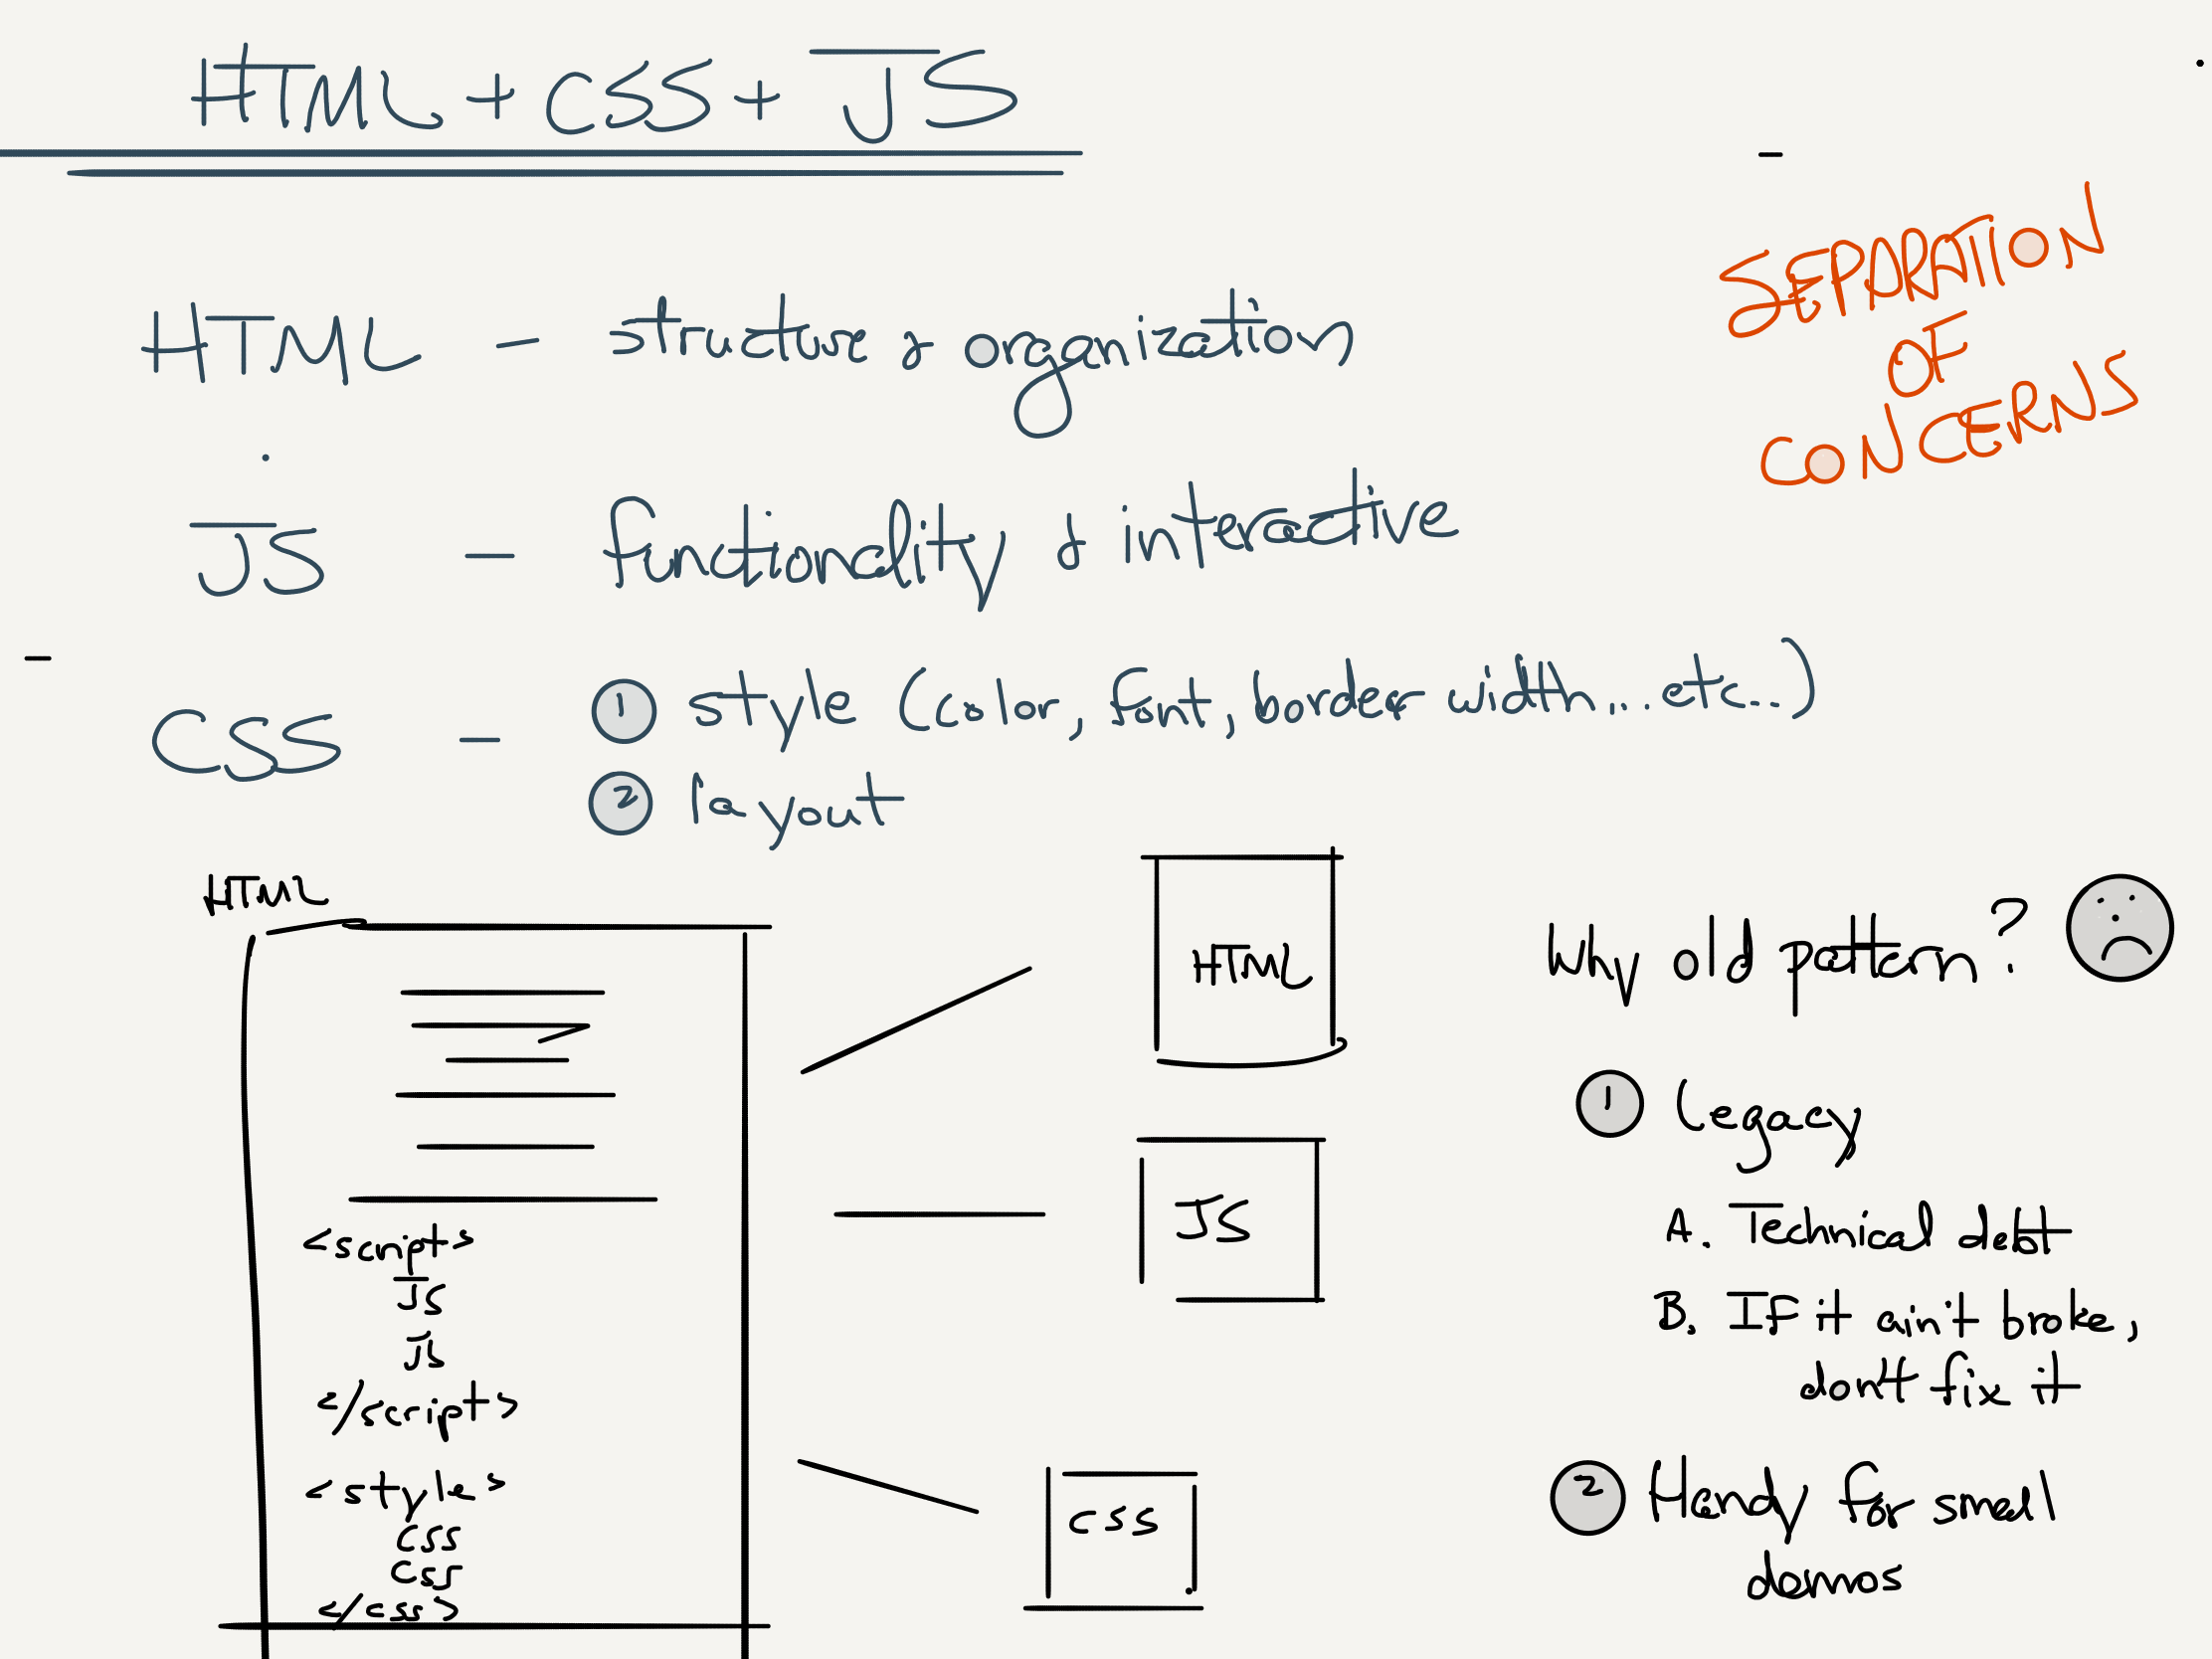 HTML + CSS + JS
SEPARATION
OF
CONCERNS
HTML — structure & organization
JS — functionality & interactive
CSS — ① style (color, font, border width... etc...)
② layout
HTML
<script>
JS
JS
</script>
<style>
CSS
CSS
</css>
HTML
JS
CSS
Why old pattern?
① Legacy
A. Technical debt
B. IF it ain't broke,
don't fix it
② Handy for small
demos